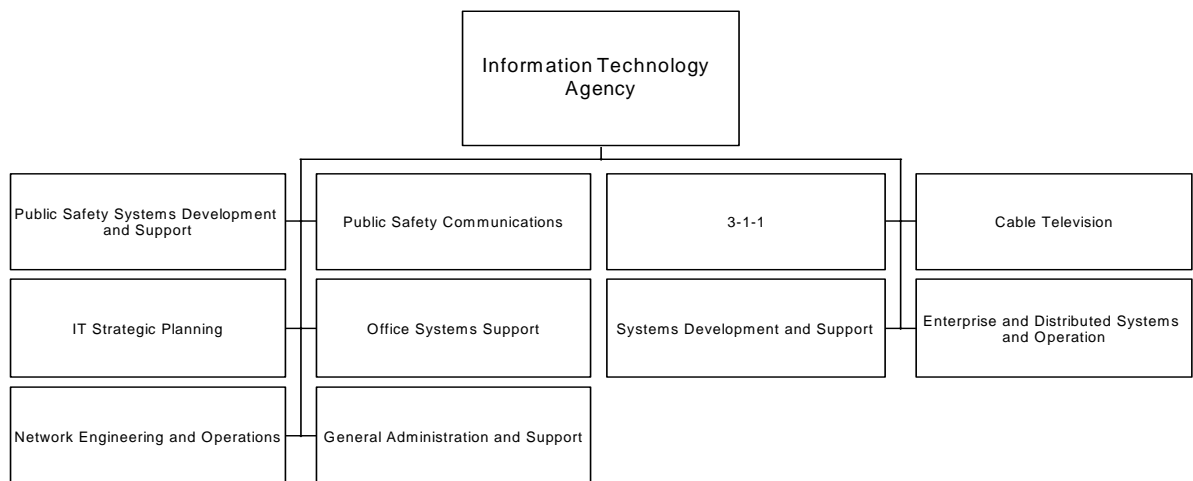 Information Technology
Agency
Public Safety Systems Development
and Support
Public Safety Communications
3-1-1
Cable Television
IT Strategic Planning
Office Systems Support
Systems Development and Support
Enterprise and Distributed Systems
and Operation
Network Engineering and Operations
General Administration and Support